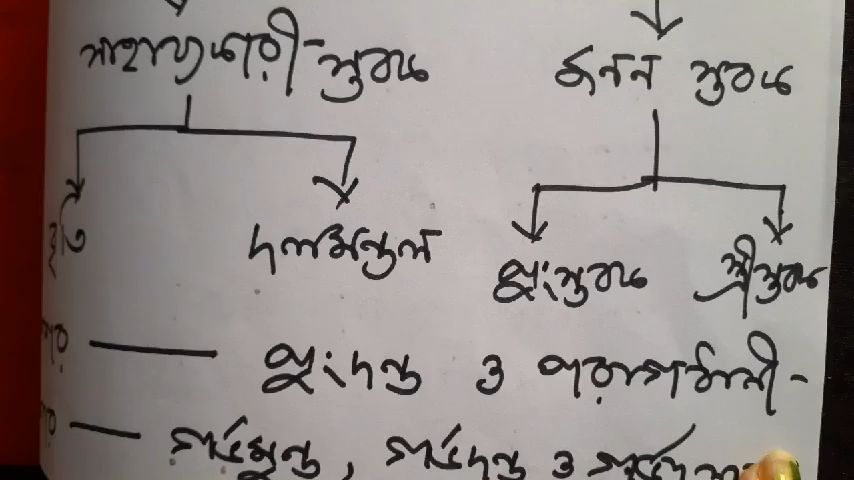 সাহায্যকারী স্তবক জনন স্তবক
বৃতি দলমন্ডল পুংস্তবক স্ত্রীস্তবক
পুংদন্ড ও পরাগধানী
গর্ভমুন্ড, গর্ভদন্ড ও